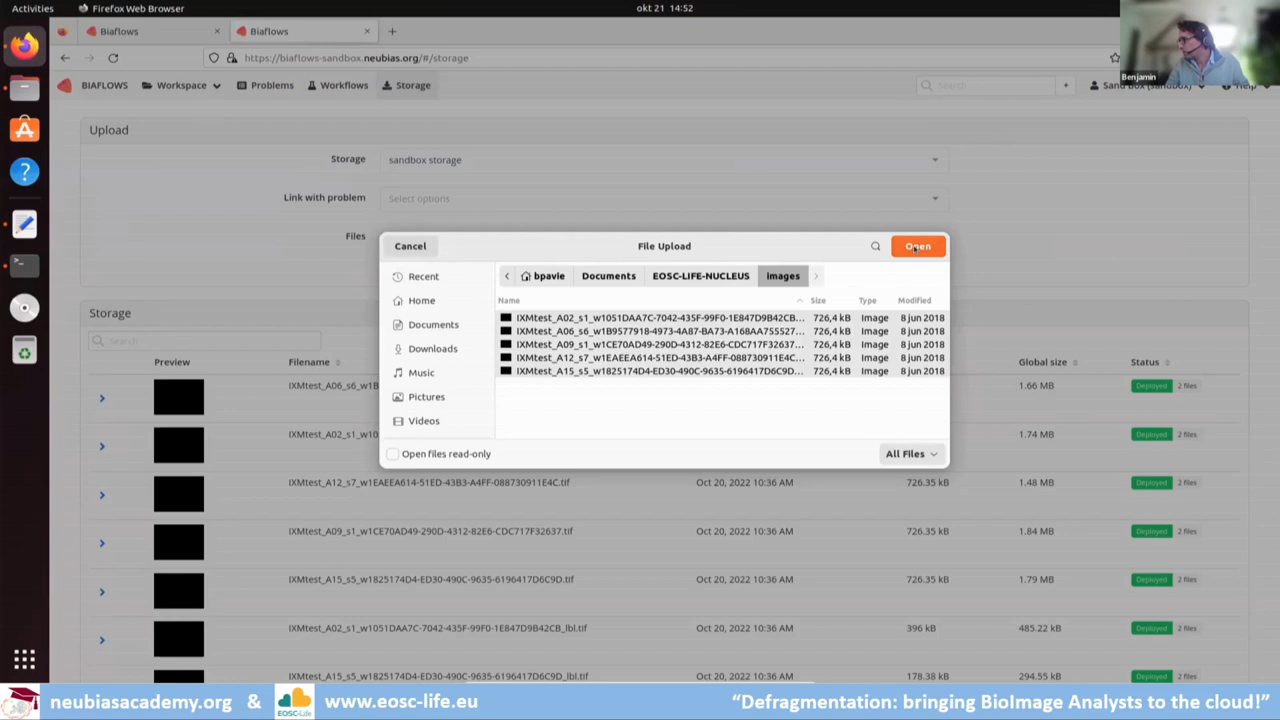 Activities
Firefox Web Browser
okt 21 14:52
Biaflows
Biaflows
https://biaflows-sandbox.neubias.org/#/storage
BIAFLOWS Workspace Problems Workflows Storage
Search
Sand Box (sandbox)
Help
Benjamin
Upload
Storage sandbox storage
Link with problem Select options
Files
Cancel File Upload Open
Recent
Home
Documents
Downloads
Music
Pictures
Videos
bpavie Documents EOSC-LIFE-NUCLEUS images
Name Size Type Modified
IXMtest_A02_s1_w1051DAA7C-7042-435F-99F0-1E847D9B42CB... 726,4 kB Image 8 jun 2018
IXMtest_A06_s6_w1B9577918-4973-4A87-BA73-A168AA755527... 726,4 kB Image 8 jun 2018
IXMtest_A09_s1_w1CE70AD49-290D-4312-82E6-CDC717F32637... 726,4 kB Image 8 jun 2018
IXMtest_A12_s7_w1EAEEA614-51ED-43B3-A4FF-088730911E4C... 726,4 kB Image 8 jun 2018
IXMtest_A15_s5_w1825174D4-ED30-490C-9635-6196417D6C9D... 726,4 kB Image 8 jun 2018
Open files read-only All Files
Storage
Search
Preview Filename Global size Status
IXMtest_A06_s6_w1B 1.66 MB Deployed 2 files
IXMtest_A02_s1_w10 1.74 MB Deployed 2 files
IXMtest_A12_s7_w1EAEEA614-51ED-43B3-A4FF-088730911E4C.tif Oct 20, 2022 10:36 AM 726.35 kB 1.48 MB Deployed 2 files
IXMtest_A09_s1_w1CE70AD49-290D-4312-82E6-CDC717F32637.tif Oct 20, 2022 10:36 AM 726.35 kB 1.84 MB Deployed 2 files
IXMtest_A15_s5_w1825174D4-ED30-490C-9635-6196417D6C9D.tif Oct 20, 2022 10:36 AM 726.35 kB 1.79 MB Deployed 2 files
IXMtest_A02_s1_w1051DAA7C-7042-435F-99F0-1E847D9B42CB_lbl.tif Oct 20, 2022 10:36 AM 396 kB 485.22 kB Deployed 2 files
IXMtest_A15_s5_w1825174D4-ED30-490C-9635-6196417D6C9D_lbl.tif Oct 20, 2022 10:36 AM 178.38 kB 294.55 kB Deployed 2 files
neubiasacademy.org & EOSC-Life www.eosc-life.eu “Defragmentation: bringing BioImage Analysts to the cloud!”